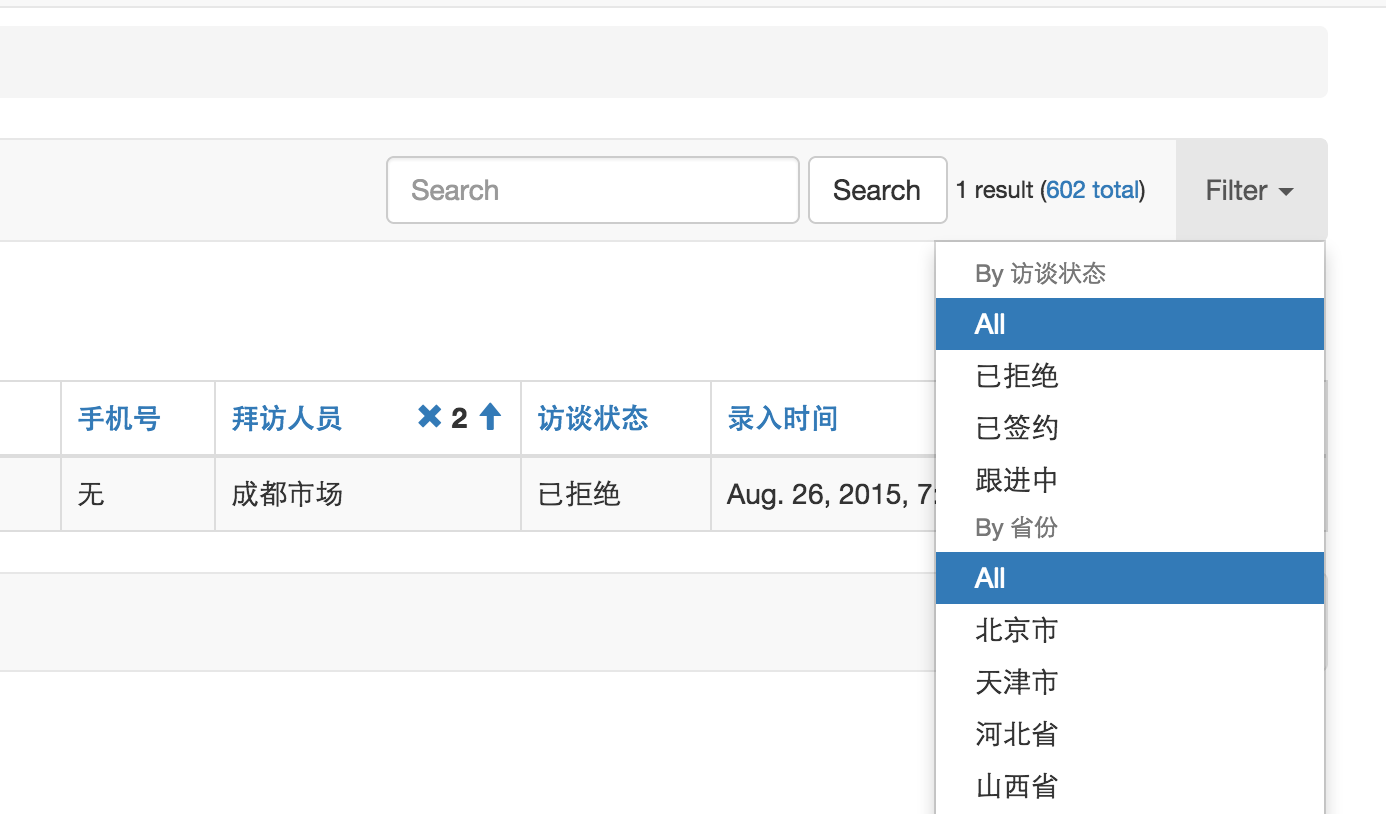 Search Search 1 result (602 total) Filter
By 访谈状态
All
已拒绝
已签约
跟进中
By 省份
All
北京市
天津市
河北省
山西省
手机号 拜访人员 2 访谈状态 录入时间
无 成都市场 已拒绝 Aug. 26, 2015, 7: